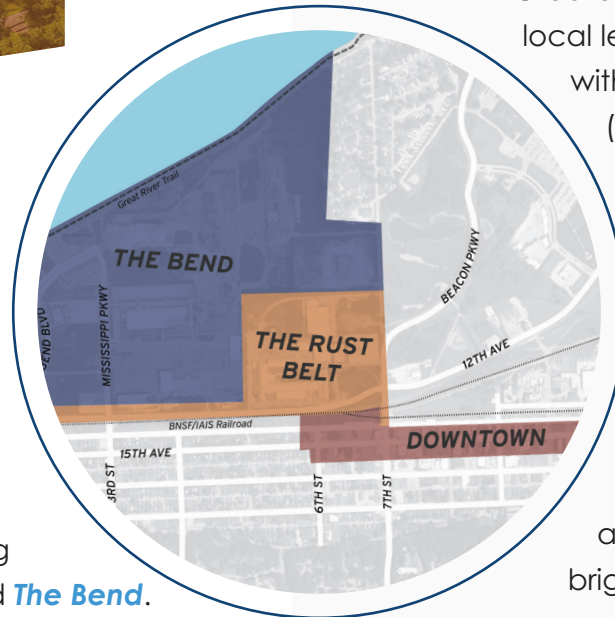 local le
with
(
Great River Trail
THE BEND
BEND BLVD
MISSISSIPPI PKWY
BEACON PKWY
THE RUST
BELT
12TH AVE
BNSF/IAIS Railroad
DOWNTOWN
15TH AVE
3RD ST
6TH ST
7TH ST
g
a
d The Bend.
brig